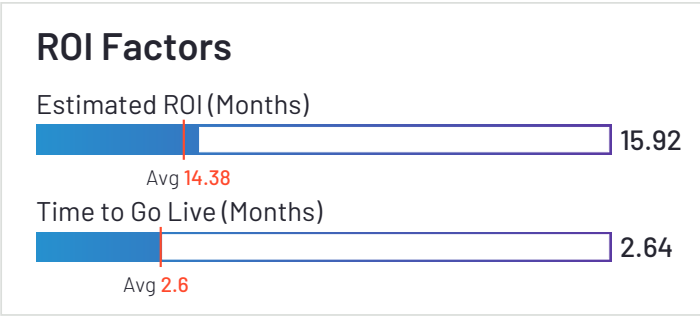 ROI Factors
Estimated ROI (Months)
15.92
Avg 14.38
Time to Go Live (Months)
2.64
Avg 2.6